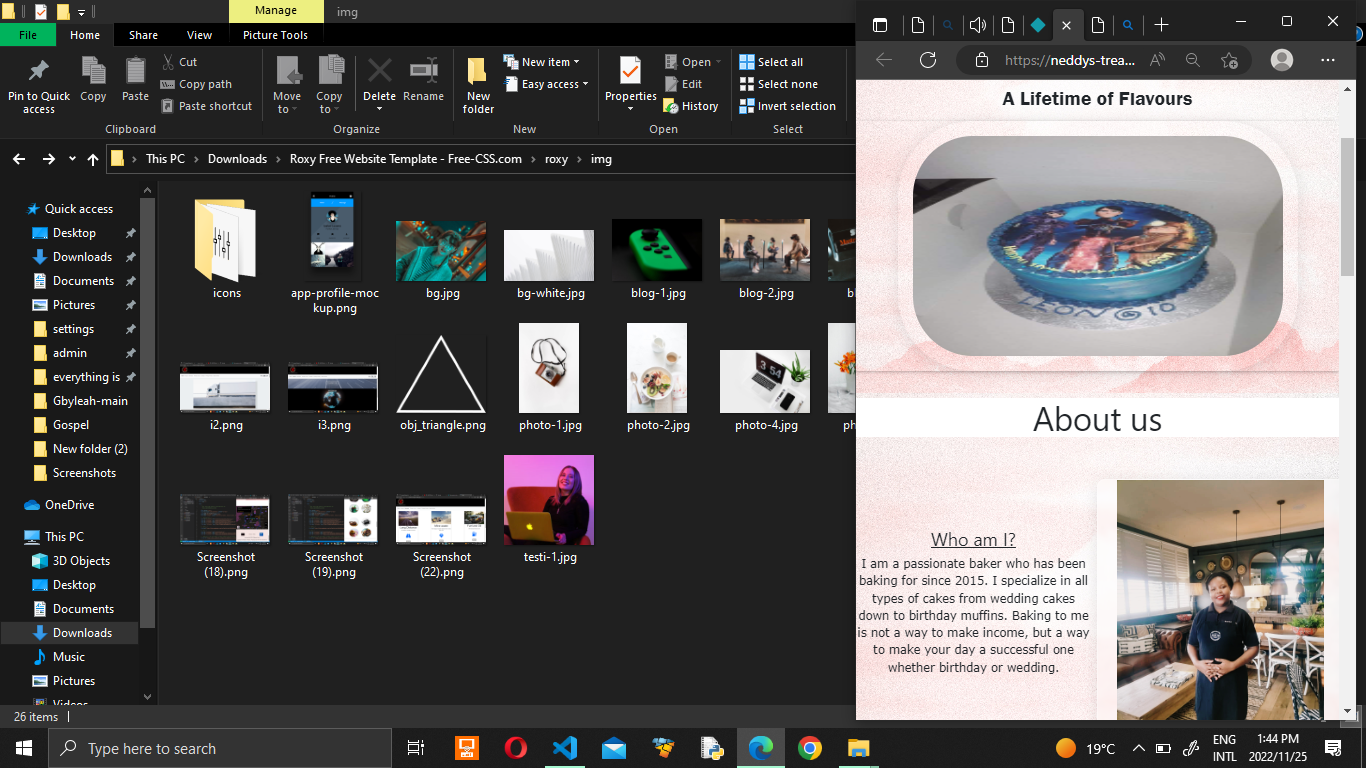 Manage
img
File
Home
Share
View
Picture Tools
Pin to Quick access
Copy
Paste
Cut
Copy path
Paste shortcut
Clipboard
Move to
Copy to
Delete
Rename
Organize
New folder
New item
Easy access
New
Properties
Open
Edit
History
Open
Select all
Select none
Invert selection
Select
This PC
Downloads
Roxy Free Website Template - Free-CSS.com
roxy
img
Quick access
Desktop
Downloads
Documents
Pictures
settings
admin
everything is
Gbyleah-main
Gospel
New folder (2)
Screenshots
OneDrive
This PC
3D Objects
Desktop
Documents
Downloads
Music
Pictures
Videos
icons
app-profile-mockup.png
bg.jpg
bg-white.jpg
blog-1.jpg
blog-2.jpg
bl
i2.png
i3.png
obj_triangle.png
photo-1.jpg
photo-2.jpg
photo-4.jpg
ph
Screenshot (18).png
Screenshot (19).png
Screenshot (22).png
testi-1.jpg
26 items
https://neddys-trea...
A Lifetime of Flavours
About us
Who am I?
I am a passionate baker who has been
baking for since 2015. I specialize in all
types of cakes from wedding cakes
down to birthday muffins. Baking to me
is not a way to make income, but a way
to make your day a successful one
whether birthday or wedding.
Type here to search
19°C
ENG
INTL
1:44 PM
2022/11/25